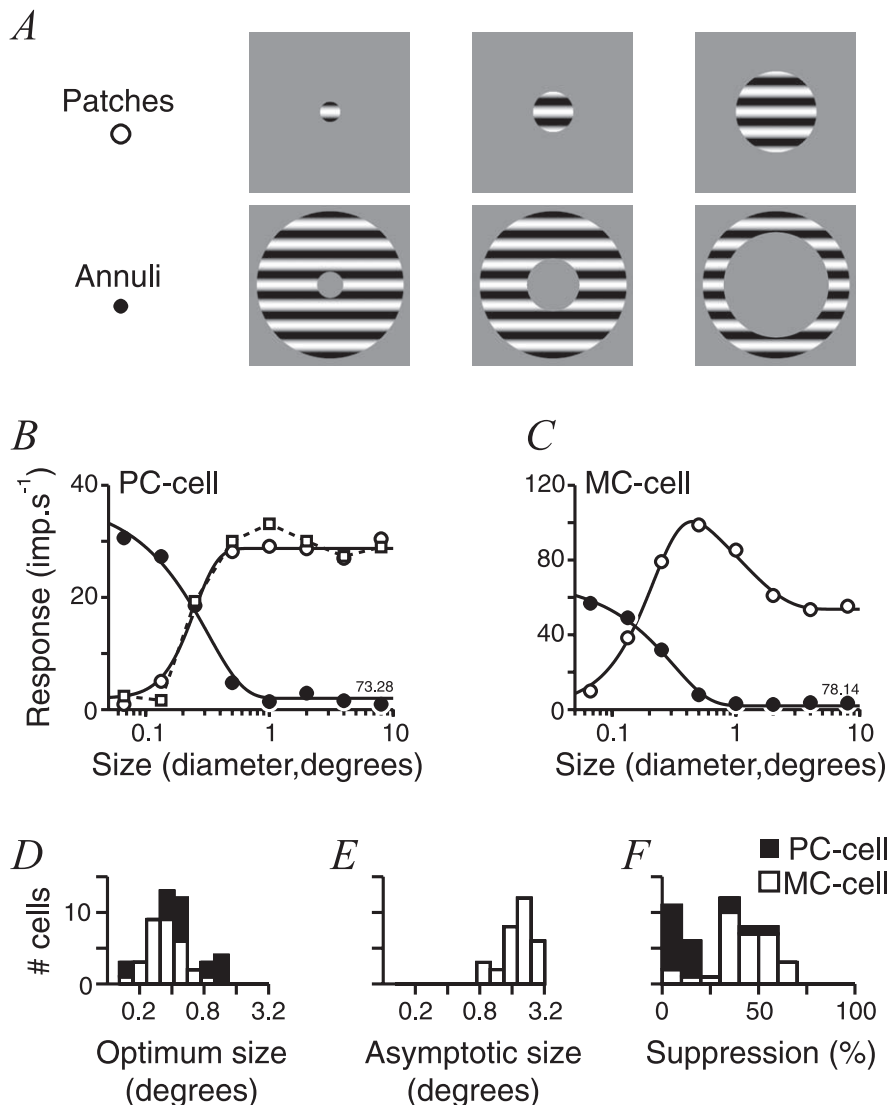 A
Patches
Annuli
B
C
Response (imp.s-1)
40
20
0
PC-cell
73.28
0.1
1
10
Size (diameter,degrees)
120
80
40
0
MC-cell
78.14
0.1
1
10
Size (diameter,degrees)
D
E
F
PC-cell
MC-cell
# cells
10
0
0.2
0.8
3.2
Optimum size
(degrees)
0.2
0.8
3.2
Asymptotic size
(degrees)
0
50
100
Suppression (%)